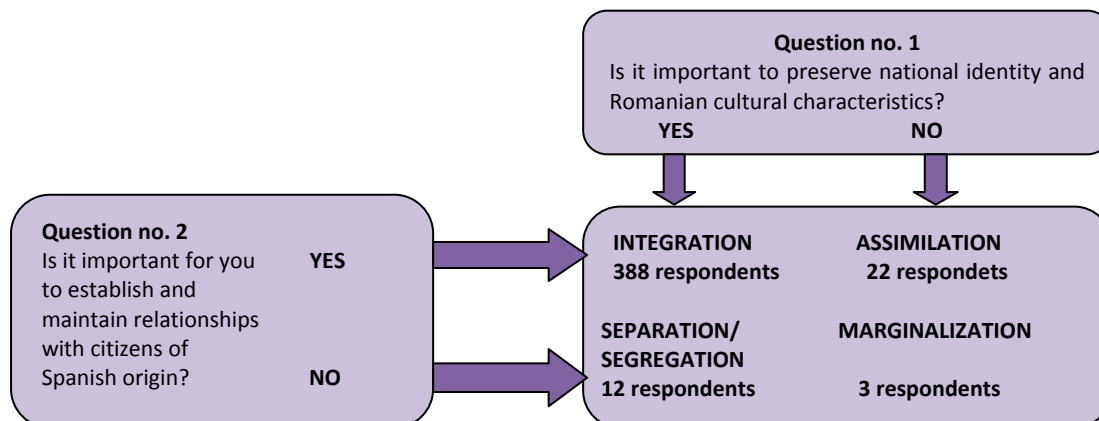 Question no. 1
Is it important to preserve national identity and
Romanian cultural characteristics?
YES NO
Question no. 2
Is it important for you YES
to establish and
maintain relationships
with citizens of
Spanish origin? NO
INTEGRATION ASSIMILATION
388 respondents 22 respondets
SEPARATION/ MARGINALIZATION
SEGREGATION
12 respondents 3 respondents